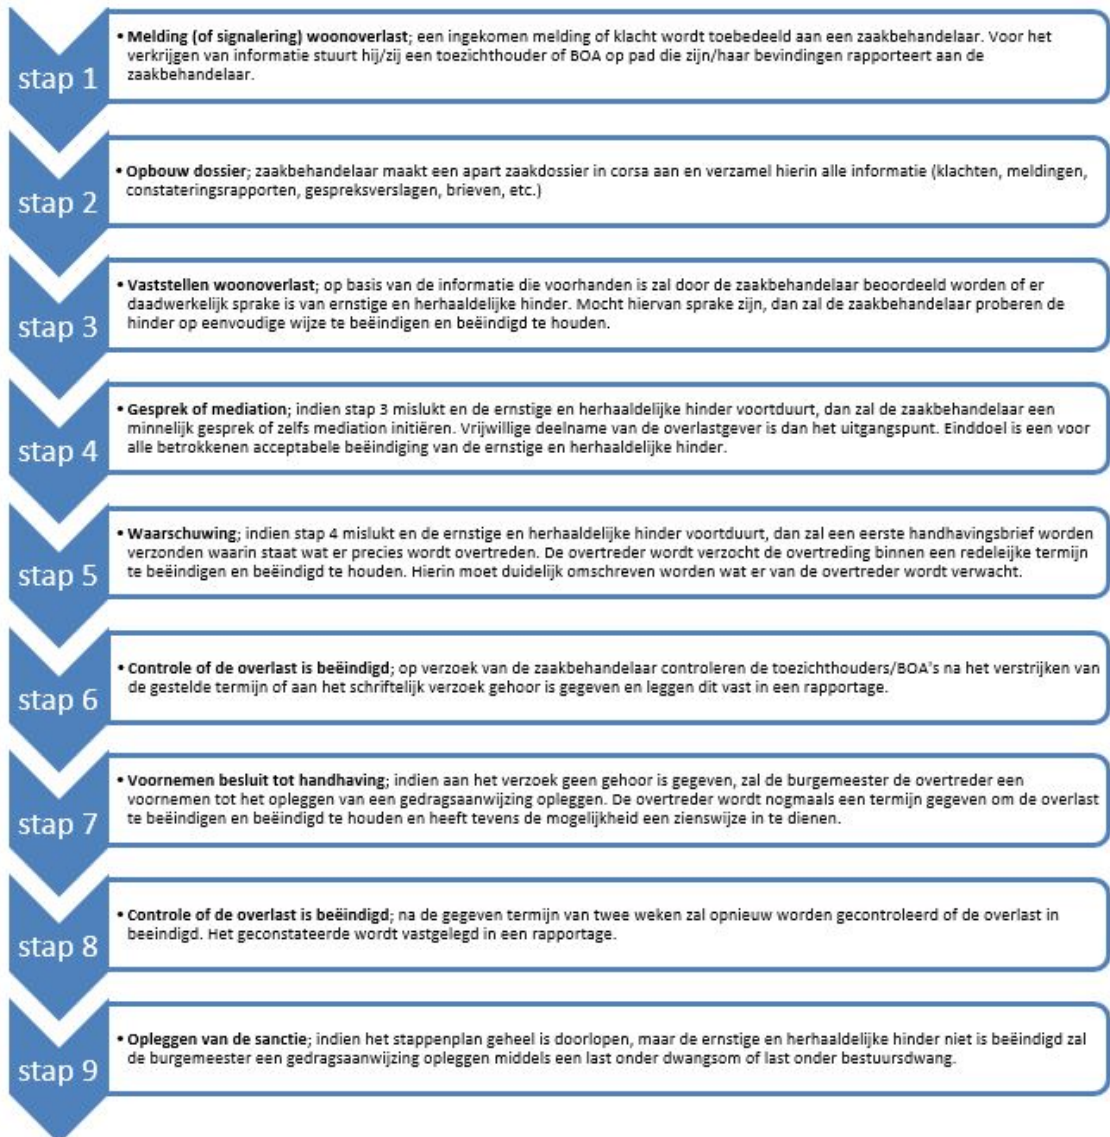 stap 1
• Melding (of signalering) woonoverlast; een ingekomen melding of klacht wordt toebedeeld aan een zaakbehandelaar. Voor het
verkrijgen van informatie stuurt hij/zij een toezichthouder of BOA op pad die zijn/haar bevindingen rapporteert aan de
zaakbehandelaar.
stap 2
• Opbouw dossier; zaakbehandelaar maakt een apart zaakdossier in corsa aan en verzamel hierin alle informatie (klachten, meldingen,
constateringsrapporten, gespreksverslagen, brieven, etc.)
stap 3
• Vaststellen woonoverlast; op basis van de informatie die voorhanden is zal door de zaakbehandelaar beoordeeld worden of er
daadwerkelijk sprake is van ernstige en herhaaldelijke hinder. Mocht hiervan sprake zijn, dan zal de zaakbehandelaar proberen de
hinder op eenvoudige wijze te beëindigen en beëindigd te houden.
stap 4
• Gesprek of mediation; indien stap 3 mislukt en de ernstige en herhaaldelijke hinder voortduurt, dan zal de zaakbehandelaar een
minnelijk gesprek of zelfs mediation initiëren. Vrijwillige deelname van de overlastgever is dan het uitgangspunt. Einddoel is een voor
alle betrokkenen acceptabele beëindiging van de ernstige en herhaaldelijke hinder.
stap 5
• Waarschuwing; indien stap 4 mislukt en de ernstige en herhaaldelijke hinder voortduurt, dan zal een eerste handhavingsbrief worden
verzonden waarin staat wat er precies wordt overtreden. De overtreder wordt verzocht de overtreding binnen een redeleijke termijn
te beëindigen en beëindigd te houden. Hierin moet duidelijk omschreven worden wat er van de overtreder wordt verwacht.
stap 6
• Controle of de overlast is beëindigd; op verzoek van de zaakbehandelaar controleren de toezichthouders/BOA's na het verstrijken van
de gestelde termijn of aan het schriftelijk verzoek gehoor is gegeven en leggen dit vast in een rapportage.
stap 7
• Voornemen besluit tot handhaving; indien aan het verzoek geen gehoor is gegeven, zal de burgemeester de overtreder een
voornemen tot het opleggen van een gedragsaanwijzing opleggen. De overtreder wordt nogmaals een termijn gegeven om de overlast
te beëindigen en beëindigd te houden en heeft tevens de mogelijkheid een zienswijze in te dienen.
stap 8
• Controle of de overlast is beëindigd; na de gegeven termijn van twee weken zal opnieuw worden gecontroleerd of de overlast in
beeindigd. Het geconstateerde wordt vastgelegd in een rapportage.
stap 9
• Opleggen van de sanctie; indien het stappenplan geheel is doorlopen, maar de ernstige en herhaaldelijke hinder niet is beëindigd zal
de burgemeester een gedragsaanwijzing opleggen middels een last onder dwangsom of last onder bestuursdwang.